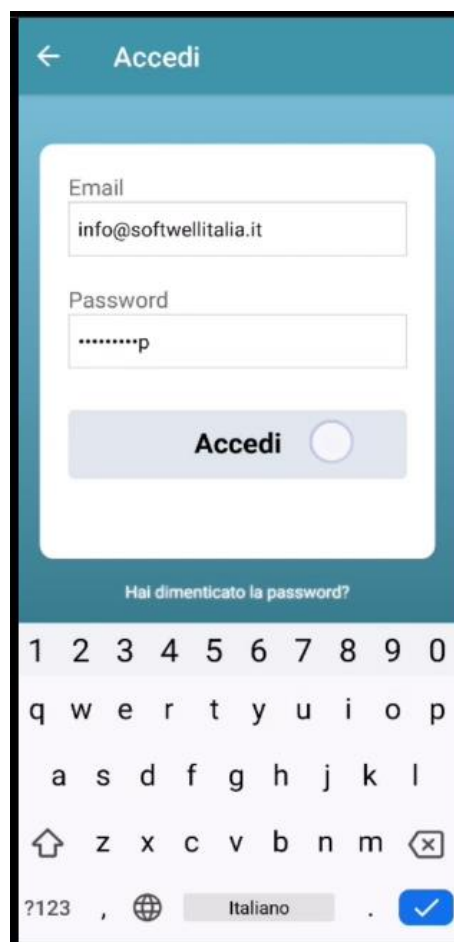 Accedi
Email
info@softwellitalia.it
Password
•••••••••p
Accedi
Hai dimenticato la password?
1 2 3 4 5 6 7 8 9 0
q w e r t y u i o p
a s d f g h j k l
z x c v b n m
?123 , Italiano .